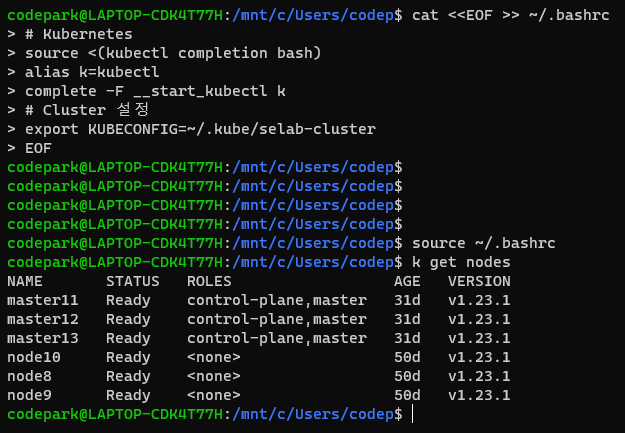 codepark@LAPTOP-CDK4T77H:/mnt/c/Users/codep$ cat <<EOF >> ~/.bashrc
> # Kubernetes
> source <(kubectl completion bash)
> alias k=kubectl
> complete -F __start_kubectl k
> # Cluster 설정
> export KUBECONFIG=~/.kube/selab-cluster
> EOF
codepark@LAPTOP-CDK4T77H:/mnt/c/Users/codep$
codepark@LAPTOP-CDK4T77H:/mnt/c/Users/codep$
codepark@LAPTOP-CDK4T77H:/mnt/c/Users/codep$
codepark@LAPTOP-CDK4T77H:/mnt/c/Users/codep$
codepark@LAPTOP-CDK4T77H:/mnt/c/Users/codep$ source ~/.bashrc
codepark@LAPTOP-CDK4T77H:/mnt/c/Users/codep$ k get nodes
NAME       STATUS   ROLES                  AGE   VERSION
master11   Ready    control-plane,master   31d   v1.23.1
master12   Ready    control-plane,master   31d   v1.23.1
master13   Ready    control-plane,master   31d   v1.23.1
node10     Ready    <none>                 50d   v1.23.1
node8      Ready    <none>                 50d   v1.23.1
node9      Ready    <none>                 50d   v1.23.1
codepark@LAPTOP-CDK4T77H:/mnt/c/Users/codep$